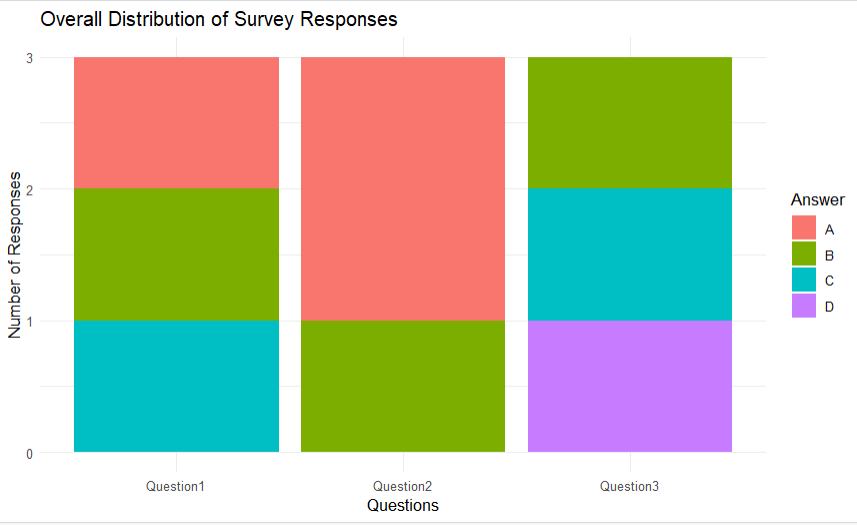 Overall Distribution of Survey Responses
3
2
1
0
Number of Responses
Question1
Question2
Question3
Questions
Answer
A
B
C
D